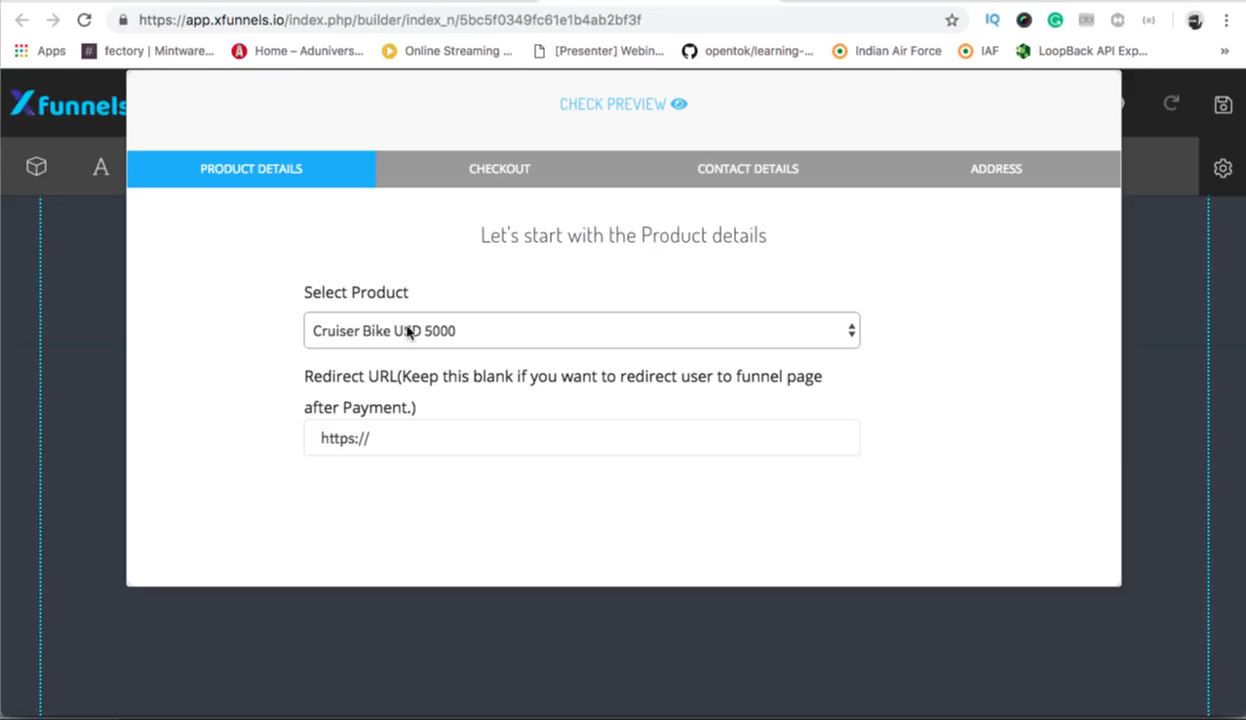 https://app.xfunnels.io/index.php/builder/index_n/5bc5f0349fc61e1b4ab2bf3f
IQ
Apps
# fectory | Mintware...
Home – Adunivers...
Online Streaming ...
[Presenter] Webin...
opentok/learning-...
Indian Air Force
IAF
LoopBack API Exp...
»
Xfunnels
CHECK PREVIEW
PRODUCT DETAILS
CHECKOUT
CONTACT DETAILS
ADDRESS
A
Let's start with the Product details
Select Product
Cruiser Bike USD 5000
Redirect URL(Keep this blank if you want to redirect user to funnel page
after Payment.)
https://